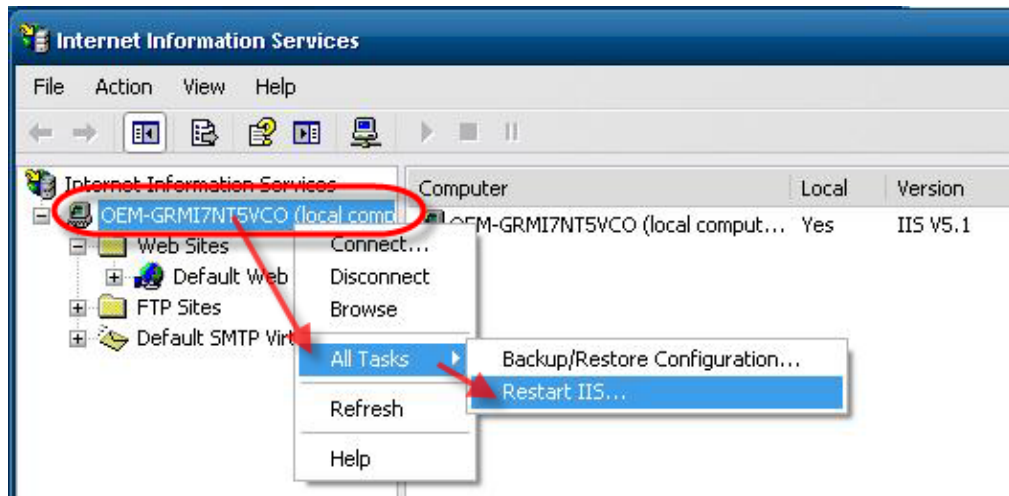 Internet Information Services
File Action View Help
Internet Information Services
Computer Local Version
OEM-GRMI7NT5VCO (local comp
OEM-GRMI7NT5VCO (local comput... Yes IIS V5.1
Web Sites
Default Web
FTP Sites
Default SMTP Virt
Connect...
Disconnect
Browse
All Tasks
Refresh
Help
Backup/Restore Configuration...
Restart IIS...